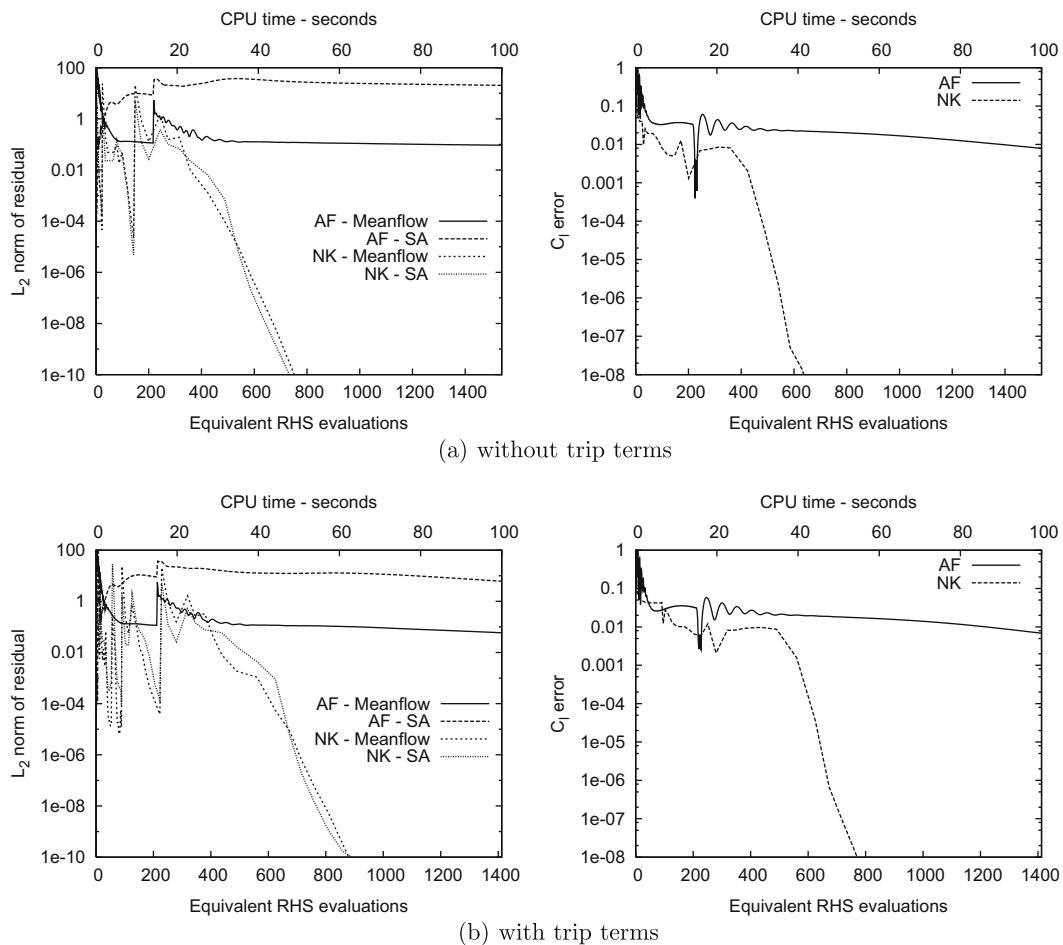 CPU time - seconds
0 20 40 60 80 100
100
1
0.01
1e-04
1e-06
1e-08
1e-10
L2 norm of residual
AF - Meanflow
AF - SA
NK - Meanflow
NK - SA
0 200 400 600 800 1000 1200 1400
Equivalent RHS evaluations
CPU time - seconds
0 20 40 60 80 100
1
0.1
0.01
0.001
1e-04
1e-05
1e-06
1e-07
1e-08
Cl error
AF
NK
0 200 400 600 800 1000 1200 1400
Equivalent RHS evaluations
(a) without trip terms
CPU time - seconds
0 20 40 60 80 100
100
1
0.01
1e-04
1e-06
1e-08
1e-10
L2 norm of residual
AF - Meanflow
AF - SA
NK - Meanflow
NK - SA
0 200 400 600 800 1000 1200 1400
Equivalent RHS evaluations
CPU time - seconds
0 20 40 60 80 100
1
0.1
0.01
0.001
1e-04
1e-05
1e-06
1e-07
1e-08
Cl error
AF
NK
0 200 400 600 800 1000 1200 1400
Equivalent RHS evaluations
(b) with trip terms